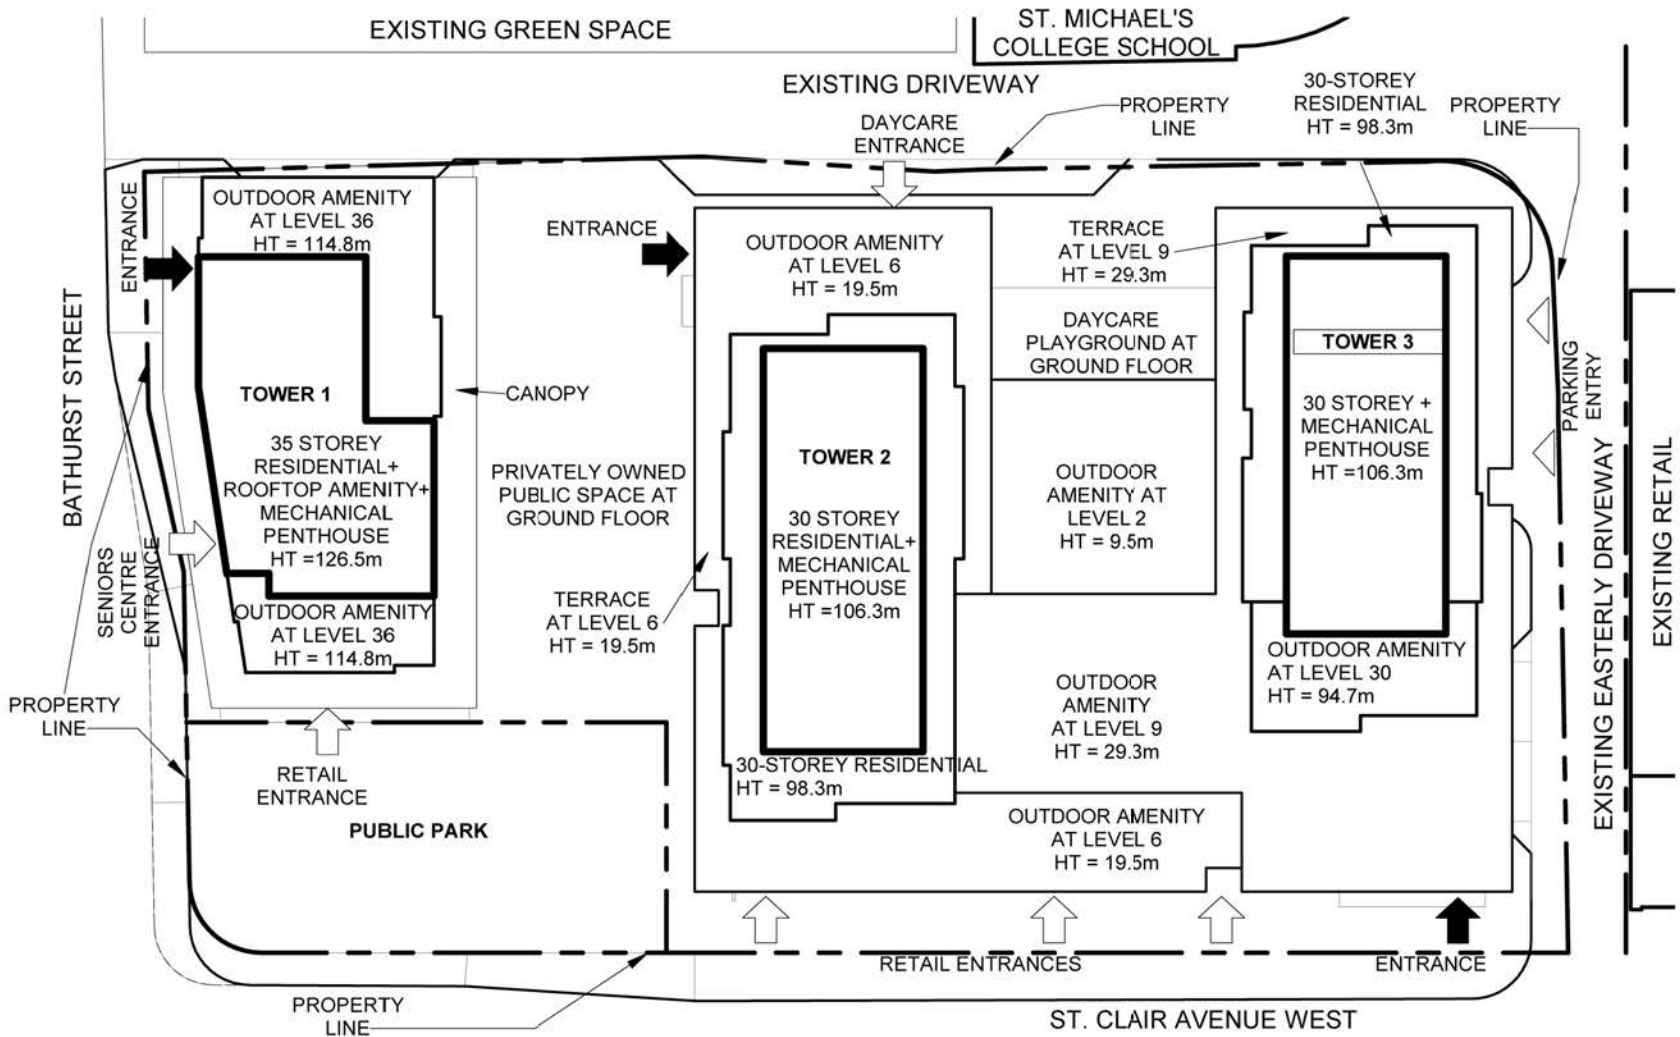 EXISTING GREEN SPACE
ST. MICHAEL'S
COLLEGE SCHOOL
EXISTING DRIVEWAY
30-STOREY
RESIDENTIAL
HT = 98.3m
PROPERTY
LINE
PROPERTY
LINE
DAYCARE
ENTRANCE
ENTRANCE
OUTDOOR AMENITY
AT LEVEL 36
HT = 114.8m
ENTRANCE
OUTDOOR AMENITY
AT LEVEL 6
HT = 19.5m
TERRACE
AT LEVEL 9
HT = 29.3m
BATHURST STREET
TOWER 1
35 STOREY
RESIDENTIAL+
ROOFTOP AMENITY+
MECHANICAL
PENTHOUSE
HT =126.5m
CANOPY
DAYCARE
PLAYGROUND AT
GROUND FLOOR
TOWER 3
30 STOREY +
MECHANICAL
PENTHOUSE
HT =106.3m
PARKING
ENTRY
PRIVATELY OWNED
PUBLIC SPACE AT
GROUND FLOOR
TOWER 2
30 STOREY
RESIDENTIAL+
MECHANICAL
PENTHOUSE
HT =106.3m
OUTDOOR
AMENITY AT
LEVEL 2
HT = 9.5m
EXISTING EASTERLY DRIVEWAY
EXISTING RETAIL
SENIORS
CENTRE
ENTRANCE
OUTDOOR AMENITY
AT LEVEL 36
HT = 114.8m
TERRACE
AT LEVEL 6
HT = 19.5m
OUTDOOR AMENITY
AT LEVEL 30
HT = 94.7m
OUTDOOR
AMENITY
AT LEVEL 9
HT = 29.3m
PROPERTY
LINE
RETAIL
ENTRANCE
30-STOREY RESIDENTIAL
HT = 98.3m
PUBLIC PARK
OUTDOOR AMENITY
AT LEVEL 6
HT = 19.5m
RETAIL ENTRANCES
ENTRANCE
PROPERTY
LINE
ST. CLAIR AVENUE WEST